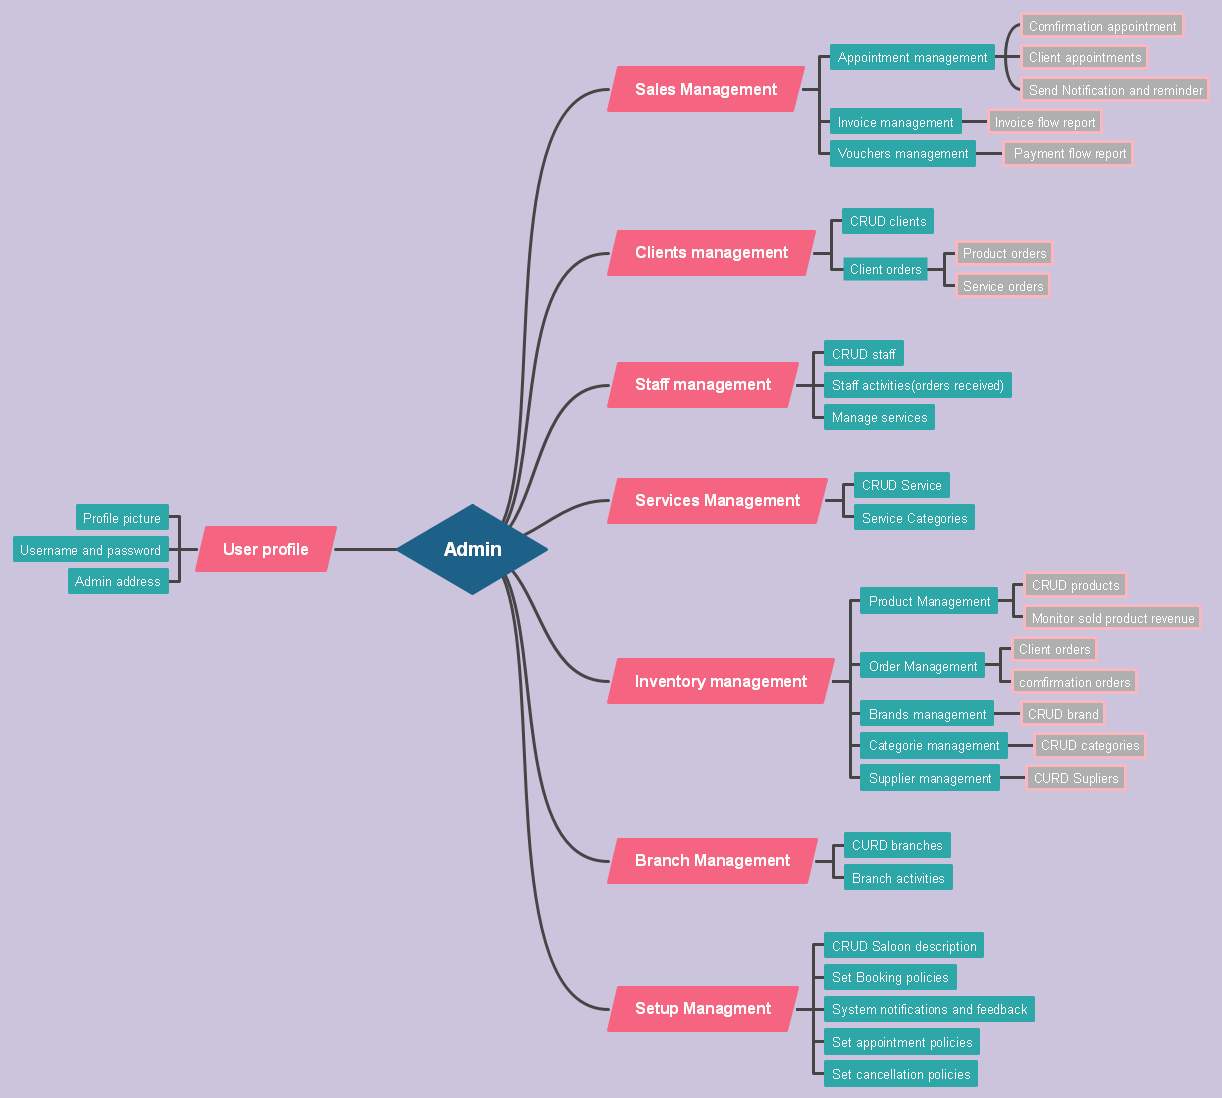 Admin
User profile
Profile picture
Username and password
Admin address
Sales Management
Appointment management
Comfirmation appointment
Client appointments
Send Notification and reminder
Invoice management
Invoice flow report
Vouchers management
Payment flow report
Clients management
CRUD clients
Client orders
Product orders
Service orders
Staff management
CRUD staff
Staff activities(orders received)
Manage services
Services Management
CRUD Service
Service Categories
Inventory management
Product Management
CRUD products
Monitor sold product revenue
Order Management
Client orders
comfirmation orders
Brands management
CRUD brand
Categorie management
CRUD categories
Supplier management
CURD Supliers
Branch Management
CURD branches
Branch activities
Setup Managment
CRUD Saloon description
Set Booking policies
System notifications and feedback
Set appointment policies
Set cancellation policies